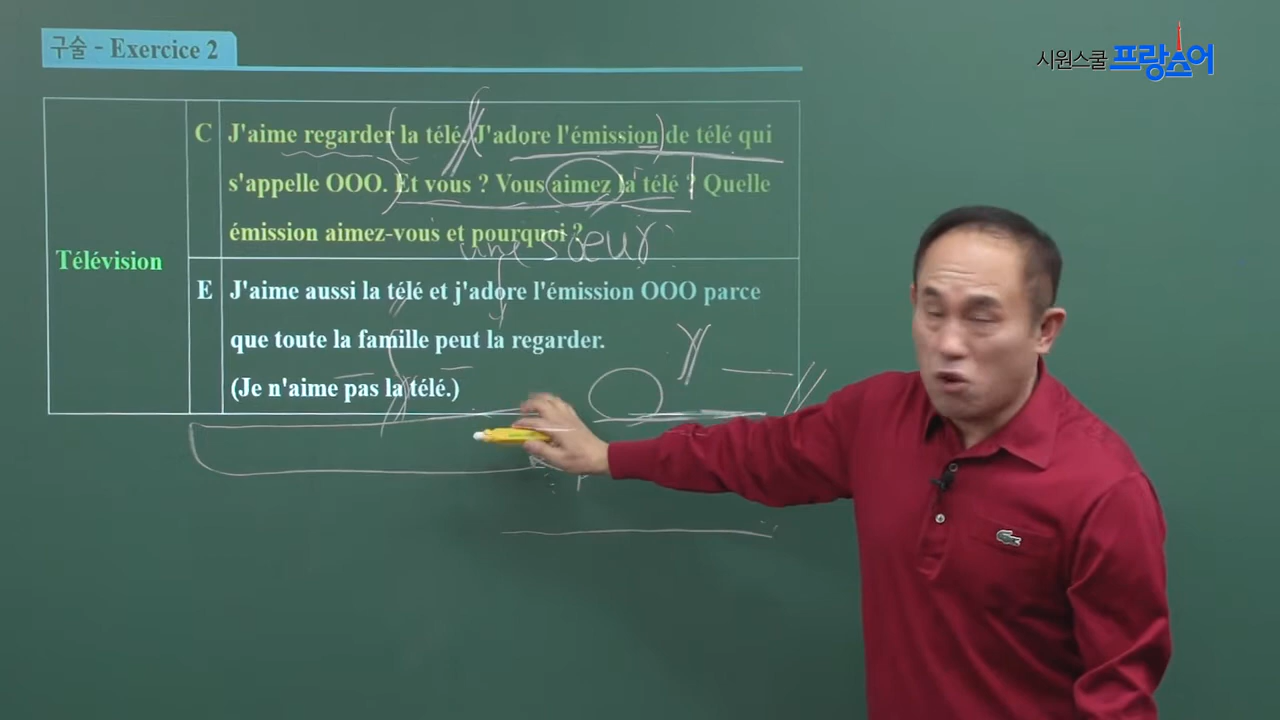 구술 - Exercice 2
시원스쿨 프랑스어
Télévision
C
J'aime regarder la télé. J'adore l'émission de télé qui
s'appelle OOO. Et vous ? Vous aimez la télé ? Quelle
émission aimez-vous et pourquoi ?
une sœur
E
J'aime aussi la télé et j'adore l'émission OOO parce
que toute la famille peut la regarder.
(Je n'aime pas la télé.)